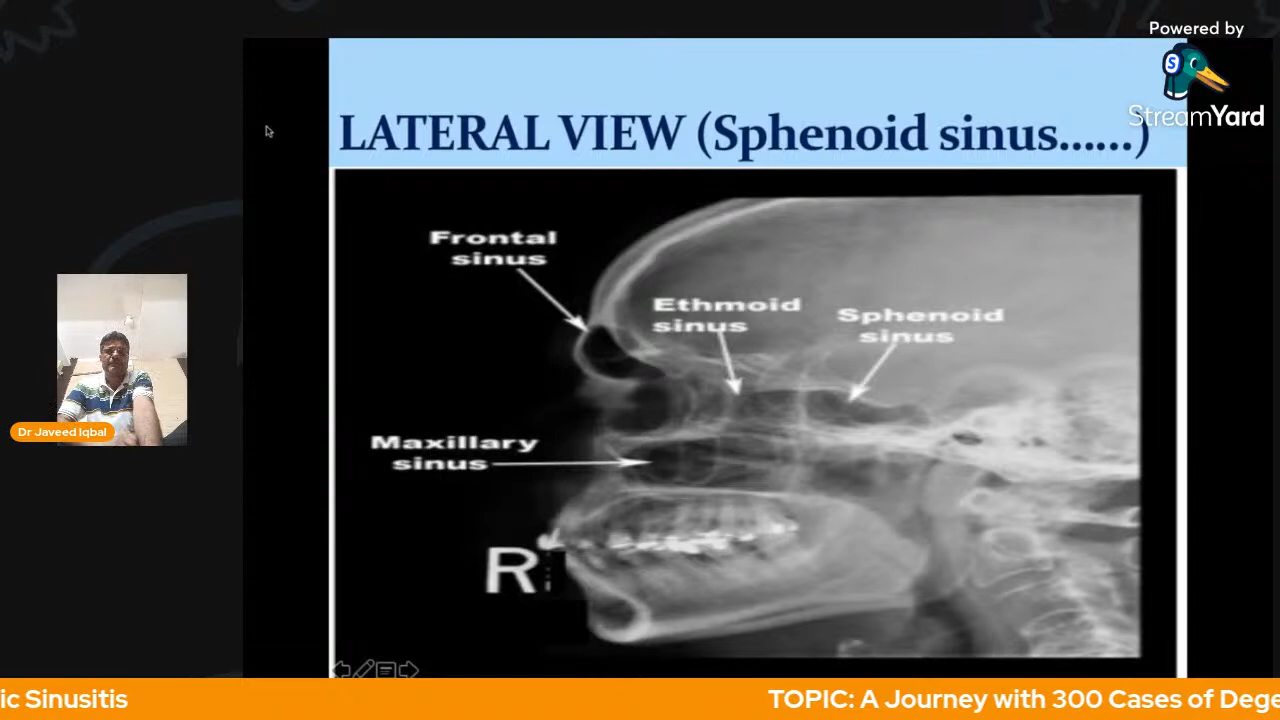 Powered by
StreamYard
LATERAL VIEW (Sphenoid sinus......)
Frontal
sinus
Ethmoid
sinus
Sphenoid
sinus
Maxillary
sinus
R
Dr Javeed Iqbal
ic Sinusitis
TOPIC: A Journey with 300 Cases of Dege